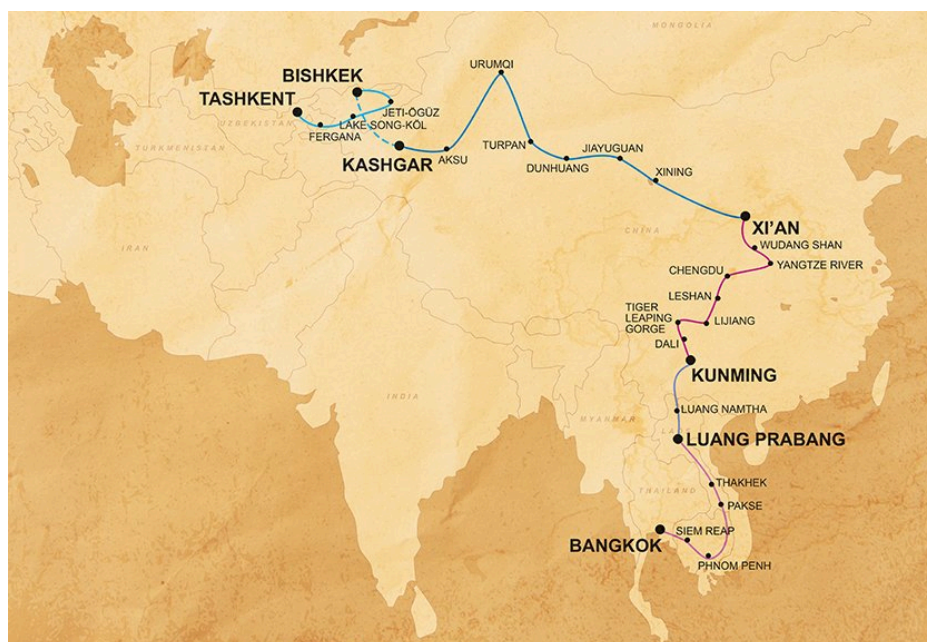 MONGOLIA
URUMQI
BISHKEK
TASHKENT
JETI-ÖGÜZ
LAKE SONG-KÖL
UZBEKISTAN
FERGANA
TURKMENISTAN
KASHGAR
AKSU
TURPAN
JIAYUGUAN
DUNHUANG
XINING
XI'AN
CHINA
IRAN
WUDANG SHAN
YANGTZE RIVER
CHENGDU
LESHAN
TIGER
LEAPING
GORGE
LIJIANG
DALI
KUNMING
INDIA
LUANG NAMTHA
MYANMAR
LAOS
LUANG PRABANG
THAKHEK
THAILAND
PAKSE
SIEM REAP
BANGKOK
PHNOM PENH